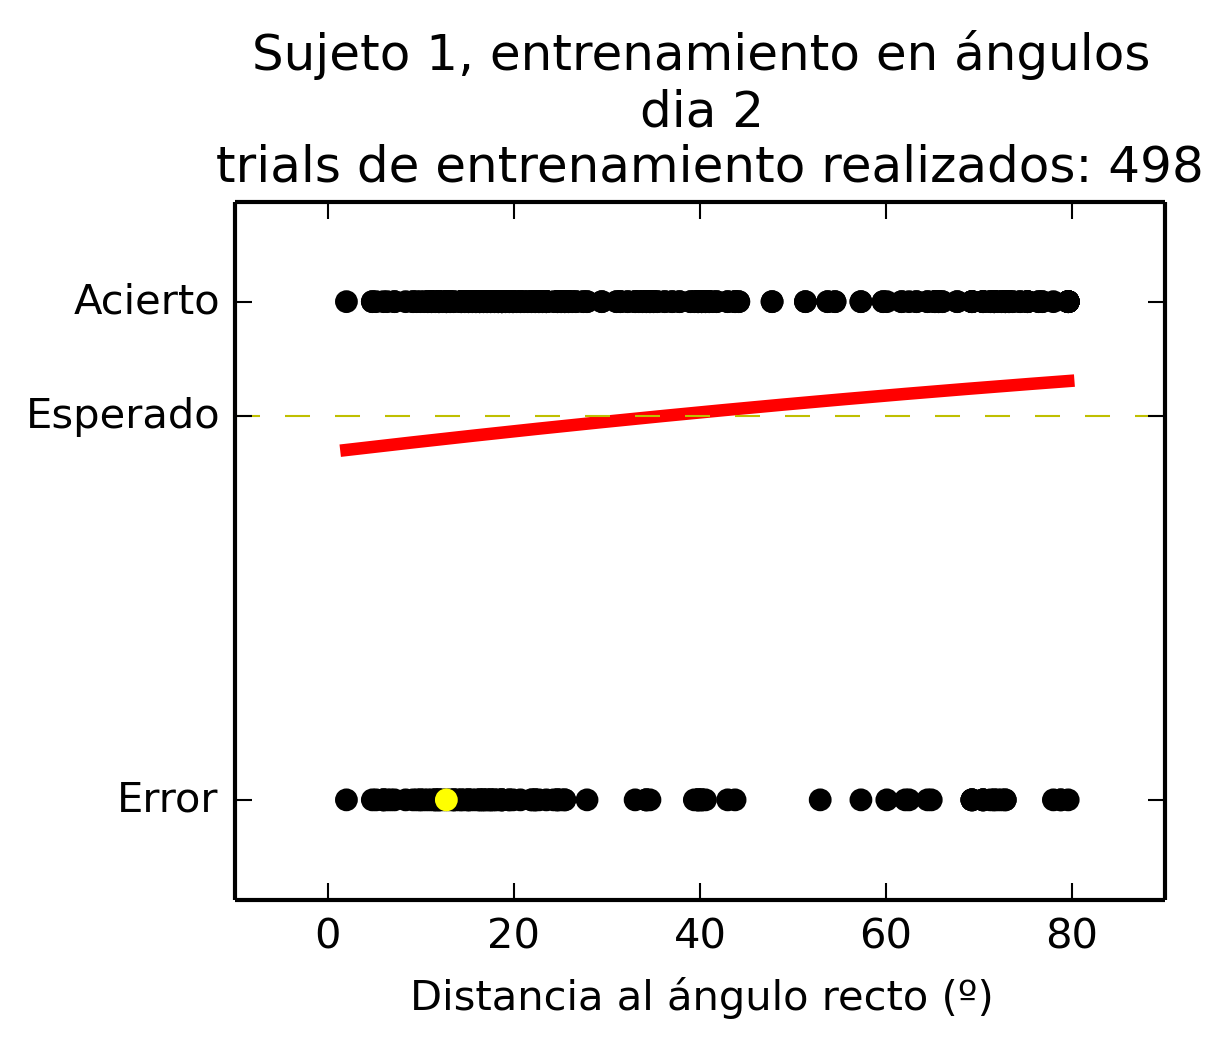 Sujeto 1, entrenamiento en ángulos
dia 2
trials de entrenamiento realizados: 498
Acierto
Esperado
Error
0 20 40 60 80
Distancia al ángulo recto (º)